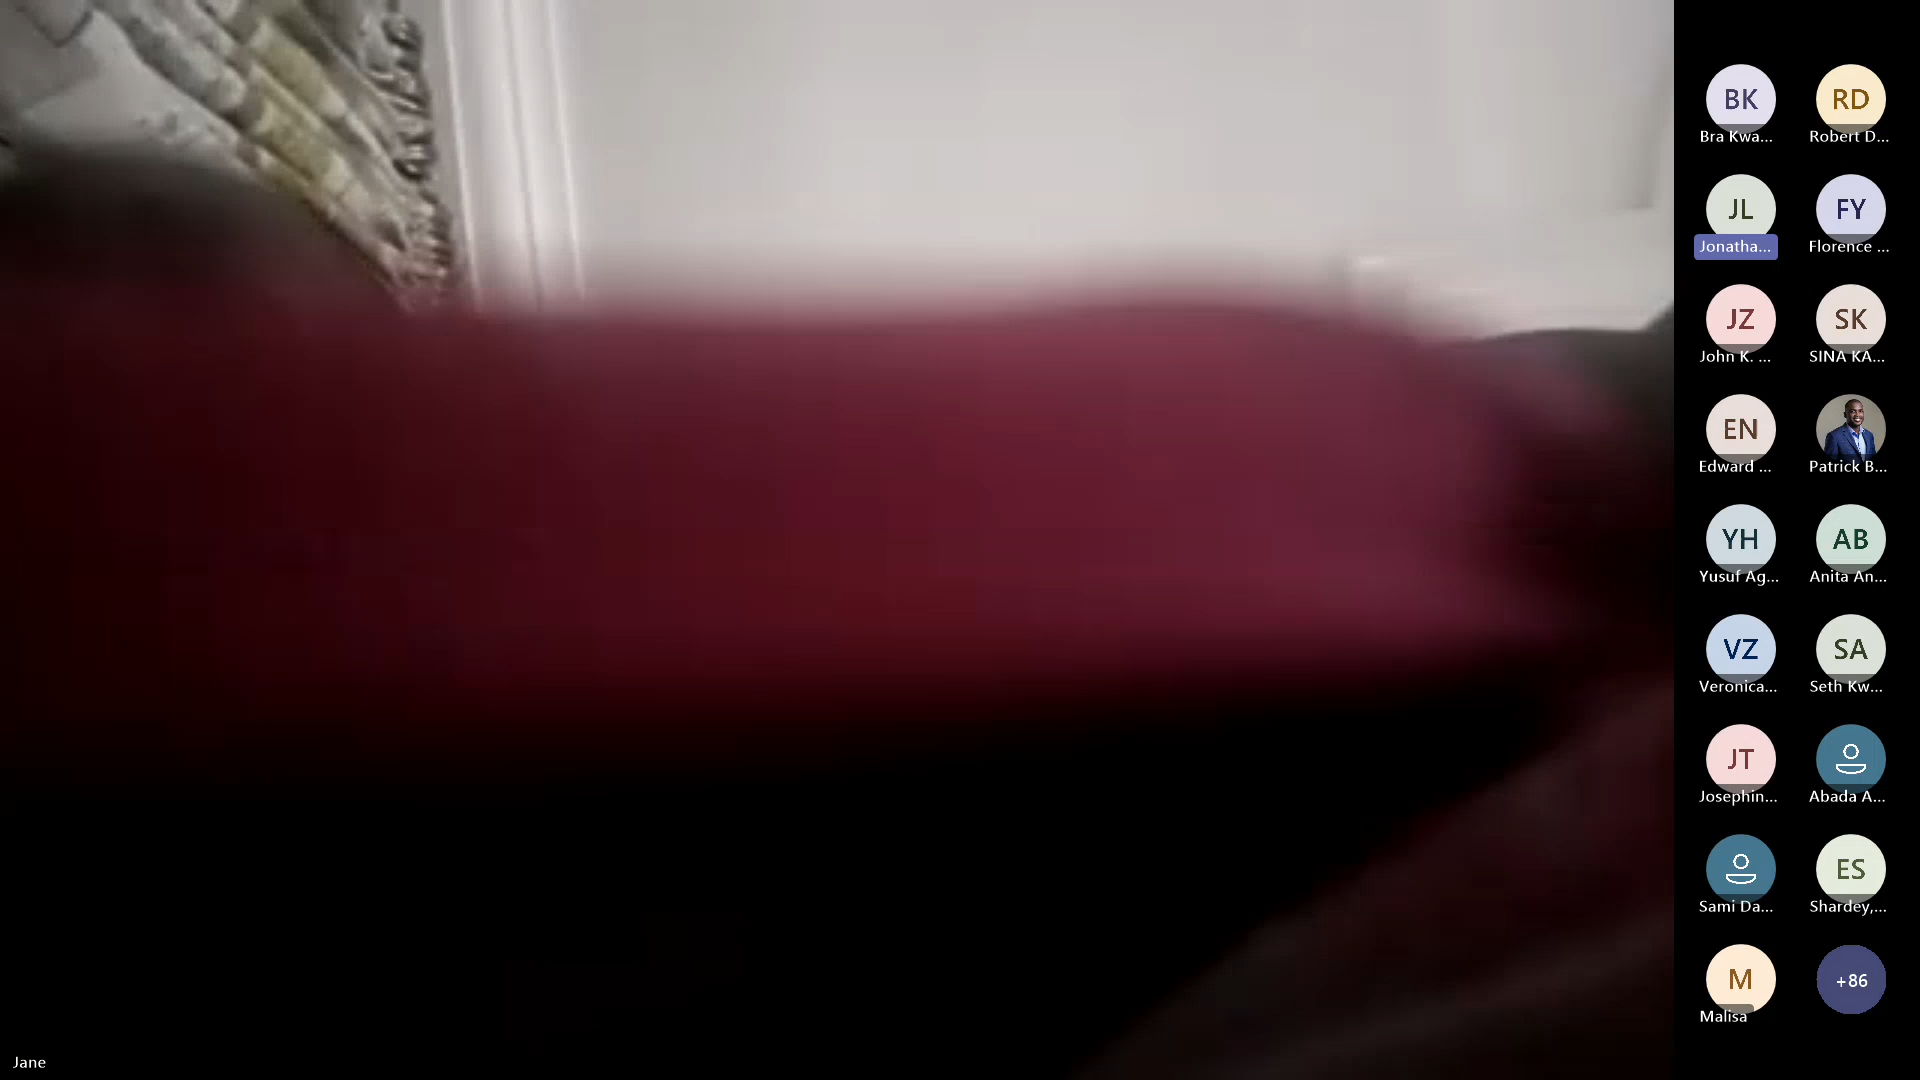 BK
RD
Bra Kwa...
Robert D...
JL
FY
Jonatha...
Florence ...
JZ
SK
John K. ...
SINA KA...
EN
Edward ...
Patrick B...
YH
AB
Yusuf Ag...
Anita An...
VZ
SA
Veronica...
Seth Kw...
JT
Josephin...
Abada A...
ES
Sami Da...
Shardey,...
M
+86
Malisa
Jane